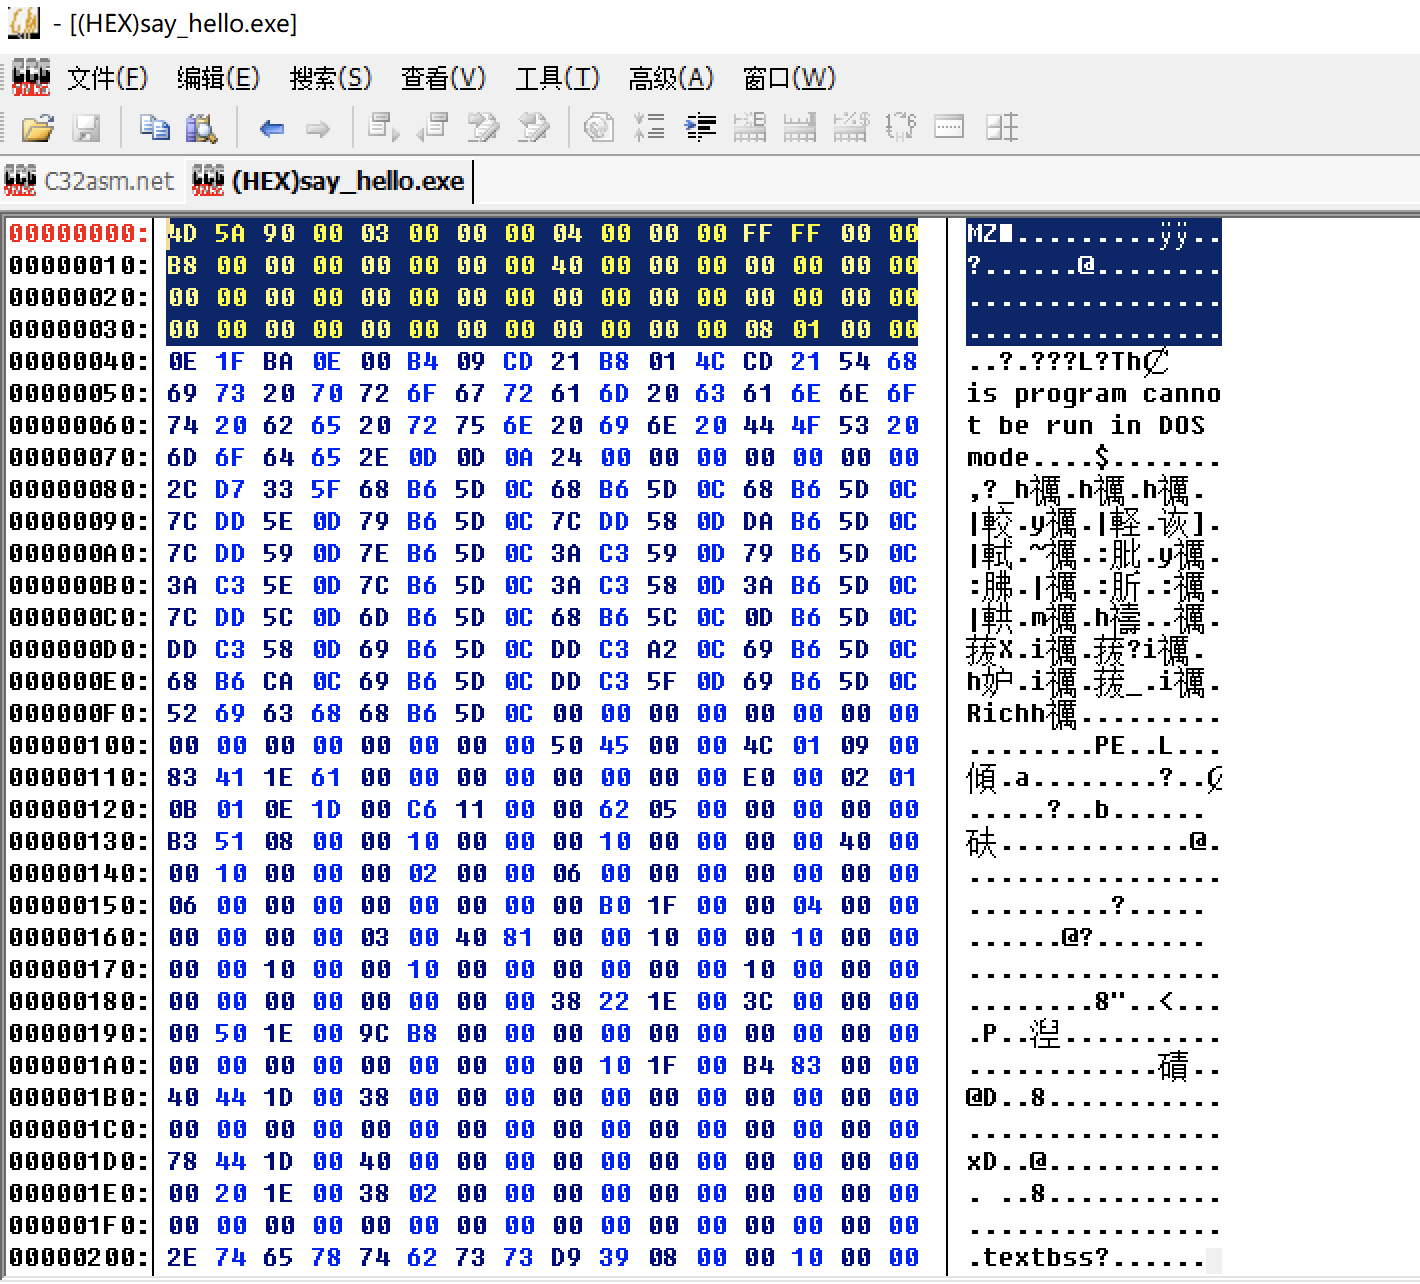 - [(HEX)say_hello.exe]
文件(F) 编辑(E) 搜索(S) 查看(V) 工具(T) 高级(A) 窗口(W)
C32asm.net (HEX)say_hello.exe
00000000: 4D 5A 90 00 03 00 00 00 04 00 00 00 FF FF 00 00 MZ■.........ÿÿ..
00000010: B8 00 00 00 00 00 00 00 40 00 00 00 00 00 00 00 ?.......@........
00000020: 00 00 00 00 00 00 00 00 00 00 00 00 00 00 00 00 ................
00000030: 00 00 00 00 00 00 00 00 00 00 00 00 08 01 00 00 ................
00000040: 0E 1F BA 0E 00 B4 09 CD 21 B8 01 4C CD 21 54 68 ..?.???L?Th
00000050: 69 73 20 70 72 6F 67 72 61 6D 20 63 61 6E 6E 6F is program canno
00000060: 74 20 62 65 20 72 75 6E 20 69 6E 20 44 4F 53 20 t be run in DOS
00000070: 6D 6F 64 65 2E 0D 0D 0A 24 00 00 00 00 00 00 00 mode....$.......
00000080: 2C D7 33 5F 68 B6 5D 0C 68 B6 5D 0C 68 B6 5D 0C ,?_h禲.h禲.h禲.
00000090: 7C DD 5E 0D 79 B6 5D 0C 7C DD 58 0D DA B6 5D 0C |輀.y禲.|軽.诙].
000000A0: 7C DD 59 0D 7E B6 5D 0C 3A C3 59 0D 79 B6 5D 0C |軾.~禲.:肶.y禲.
000000B0: 3A C3 5E 0D 7C B6 5D 0C 3A C3 58 0D 3A B6 5D 0C :胇.|禲.:肵.:禲.
000000C0: 7C DD 5C 0D 6D B6 5D 0C 68 B6 5C 0C 0D B6 5D 0C |輁.m禲.h禱..禲.
000000D0: DD C3 58 0D 69 B6 5D 0C DD C3 A2 0C 69 B6 5D 0C 菝X.i禲.菝?i禲.
000000E0: 68 B6 CA 0C 69 B6 5D 0C DD C3 5F 0D 69 B6 5D 0C h妒.i禲.菝_.i禲.
000000F0: 52 69 63 68 68 B6 5D 0C 00 00 00 00 00 00 00 00 Richh禲.........
00000100: 00 00 00 00 00 00 00 00 50 45 00 00 4C 01 09 00 ........PE..L...
00000110: 83 41 1E 61 00 00 00 00 00 00 00 00 E0 00 02 01 傾.a.........?..
00000120: 0B 01 0E 1D 00 C6 11 00 00 62 05 00 00 00 00 00 .....?..b......
00000130: B3 51 08 00 00 10 00 00 00 10 00 00 00 00 40 00 砆............@.
00000140: 00 10 00 00 00 02 00 00 06 00 00 00 00 00 00 00 ................
00000150: 06 00 00 00 00 00 00 00 00 B0 1F 00 00 04 00 00 .........?.....
00000160: 00 00 00 00 03 00 40 81 00 00 10 00 00 10 00 00 ......@?.......
00000170: 00 00 10 00 00 10 00 00 00 00 00 00 10 00 00 00 ................
00000180: 00 00 00 00 00 00 00 00 38 22 1E 00 3C 00 00 00 ........8"..<...
00000190: 00 50 1E 00 9C B8 00 00 00 00 00 00 00 00 00 00 .P..湼..........
000001A0: 00 00 00 00 00 00 00 00 00 10 1F 00 B4 83 00 00 ............磧..
000001B0: 40 44 1D 00 38 00 00 00 00 00 00 00 00 00 00 00 @D..8...........
000001C0: 00 00 00 00 00 00 00 00 00 00 00 00 00 00 00 00 ................
000001D0: 78 44 1D 00 40 00 00 00 00 00 00 00 00 00 00 00 xD..@...........
000001E0: 00 20 1E 00 38 02 00 00 00 00 00 00 00 00 00 00 . ..8...........
000001F0: 00 00 00 00 00 00 00 00 00 00 00 00 00 00 00 00 ................
00000200: 2E 74 65 78 74 62 73 73 D9 39 08 00 00 10 00 00 .textbss?......